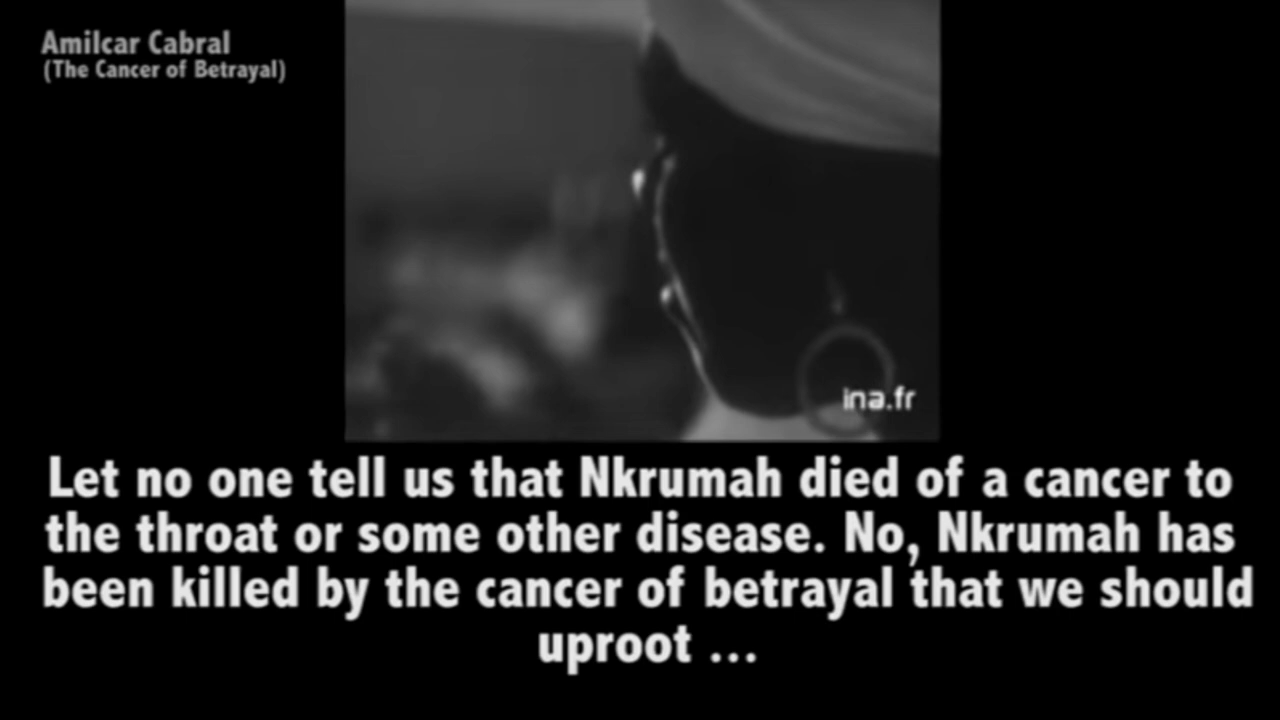 Amilcar Cabral
(The Cancer of Betrayal)
ina.fr
Let no one tell us that Nkrumah died of a cancer to
the throat or some other disease. No, Nkrumah has
been killed by the cancer of betrayal that we should
uproot ...